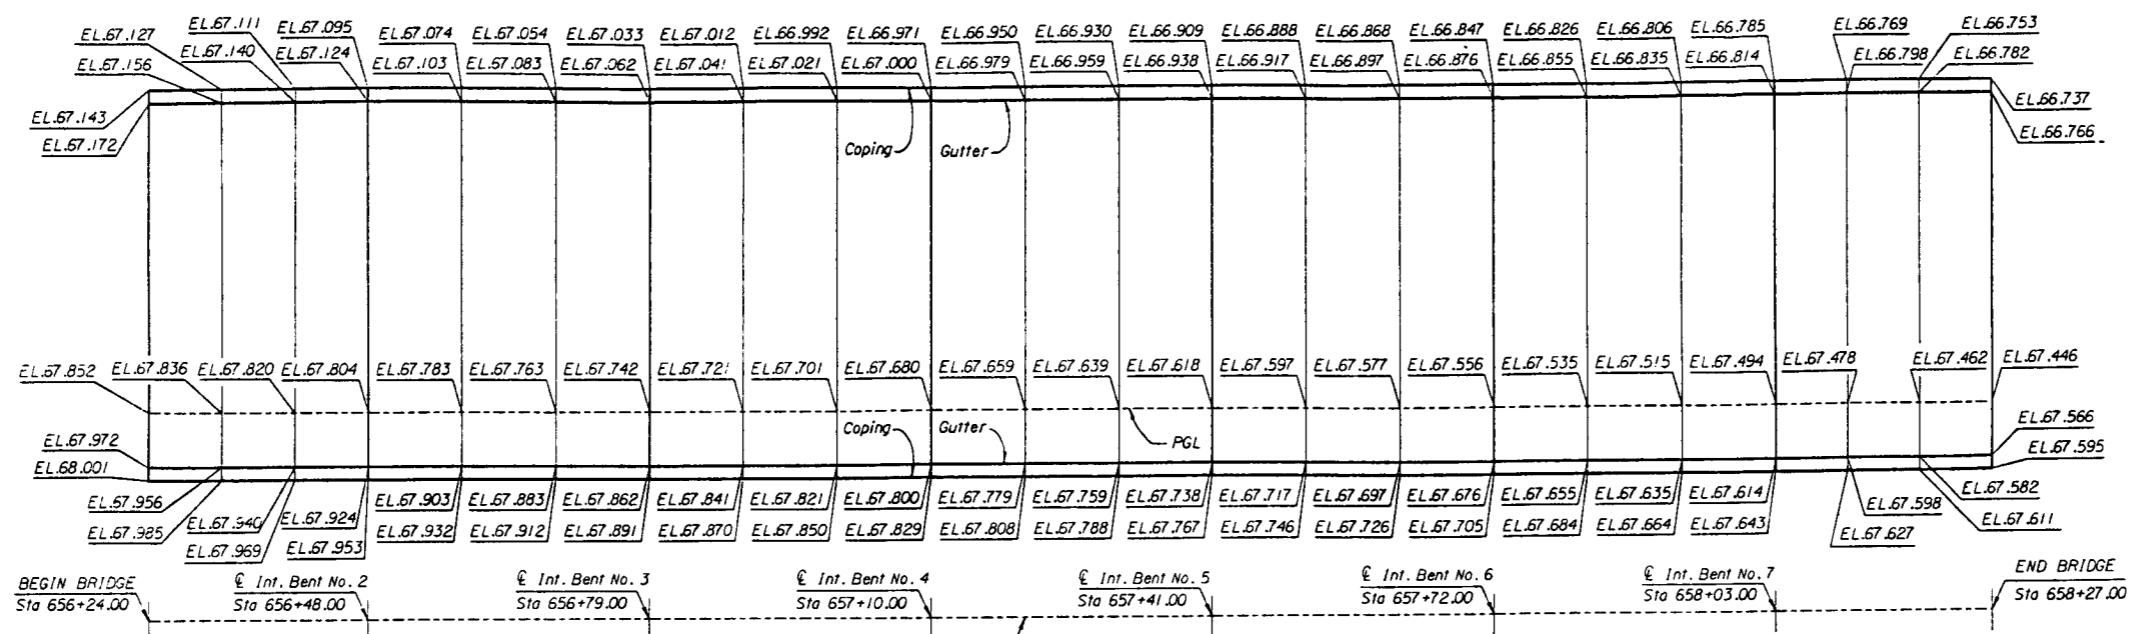 EL.67.127 EL.67.111 EL.67.095 EL.67.074 EL.67.054 EL.67.033 EL.67.012 EL.66.992 EL.66.971 EL.66.950 EL.66.930 EL.66.909 EL.66.888 EL.66.868 EL.66.847 EL.66.826 EL.66.806 EL.66.785 EL.66.769 EL.66.753
EL.67.156 EL.67.140 EL.67.124 EL.67.103 EL.67.083 EL.67.062 EL.67.041 EL.67.021 EL.67.000 EL.66.979 EL.66.959 EL.66.938 EL.66.917 EL.66.897 EL.66.876 EL.66.855 EL.66.835 EL.66.814 EL.66.798 EL.66.782
EL.67.143 EL.66.737
EL.67.172 Coping Gutter EL.66.766
EL.67.852 EL.67.836 EL.67.820 EL.67.804 EL.67.783 EL.67.763 EL.67.742 EL.67.721 EL.67.701 EL.67.680 EL.67.659 EL.67.639 EL.67.618 EL.67.597 EL.67.577 EL.67.556 EL.67.535 EL.67.515 EL.67.494 EL.67.478 EL.67.462 EL.67.446
EL.67.972 Coping Gutter PGL EL.67.566
EL.68.001 EL.67.595
EL.67.956 EL.67.940 EL.67.924 EL.67.903 EL.67.883 EL.67.862 EL.67.841 EL.67.821 EL.67.800 EL.67.779 EL.67.759 EL.67.738 EL.67.717 EL.67.697 EL.67.676 EL.67.655 EL.67.635 EL.67.614 EL.67.598 EL.67.582
EL.67.985 EL.67.969 EL.67.953 EL.67.932 EL.67.912 EL.67.891 EL.67.870 EL.67.850 EL.67.829 EL.67.808 EL.67.788 EL.67.767 EL.67.746 EL.67.726 EL.67.705 EL.67.684 EL.67.664 EL.67.643 EL.67.627 EL.67.611
BEGIN BRIDGE ℄ Int. Bent No. 2 ℄ Int. Bent No. 3 ℄ Int. Bent No. 4 ℄ Int. Bent No. 5 ℄ Int. Bent No. 6 ℄ Int. Bent No. 7 END BRIDGE
Sta 656+24.00 Sta 656+48.00 Sta 656+79.00 Sta 657+10.00 Sta 657+41.00 Sta 657+72.00 Sta 658+03.00 Sta 658+27.00